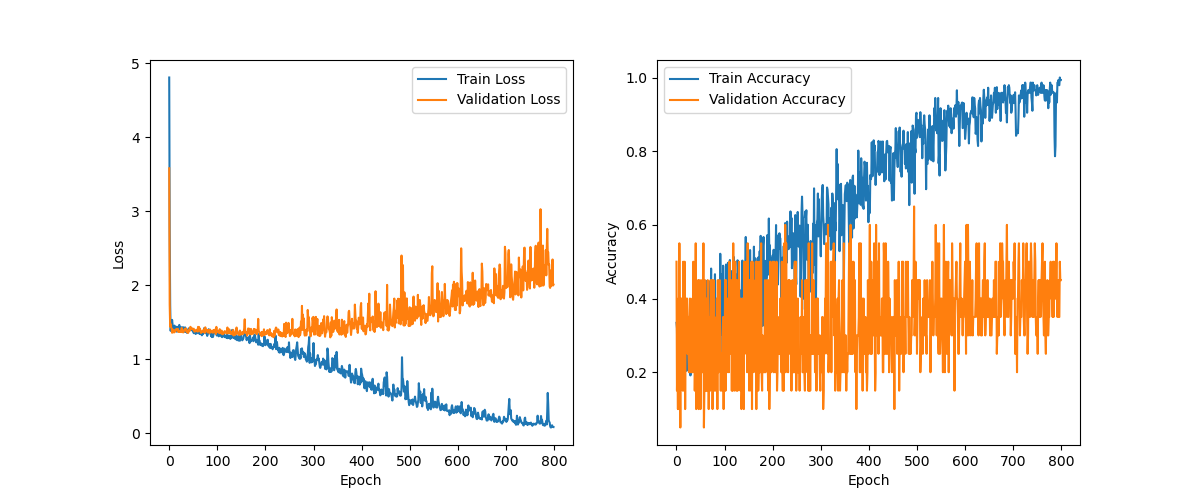 5
4
3
2
1
0
Loss
0 100 200 300 400 500 600 700 800
Epoch
Train Loss
Validation Loss
1.0
0.8
0.6
0.4
0.2
Accuracy
0 100 200 300 400 500 600 700 800
Epoch
Train Accuracy
Validation Accuracy